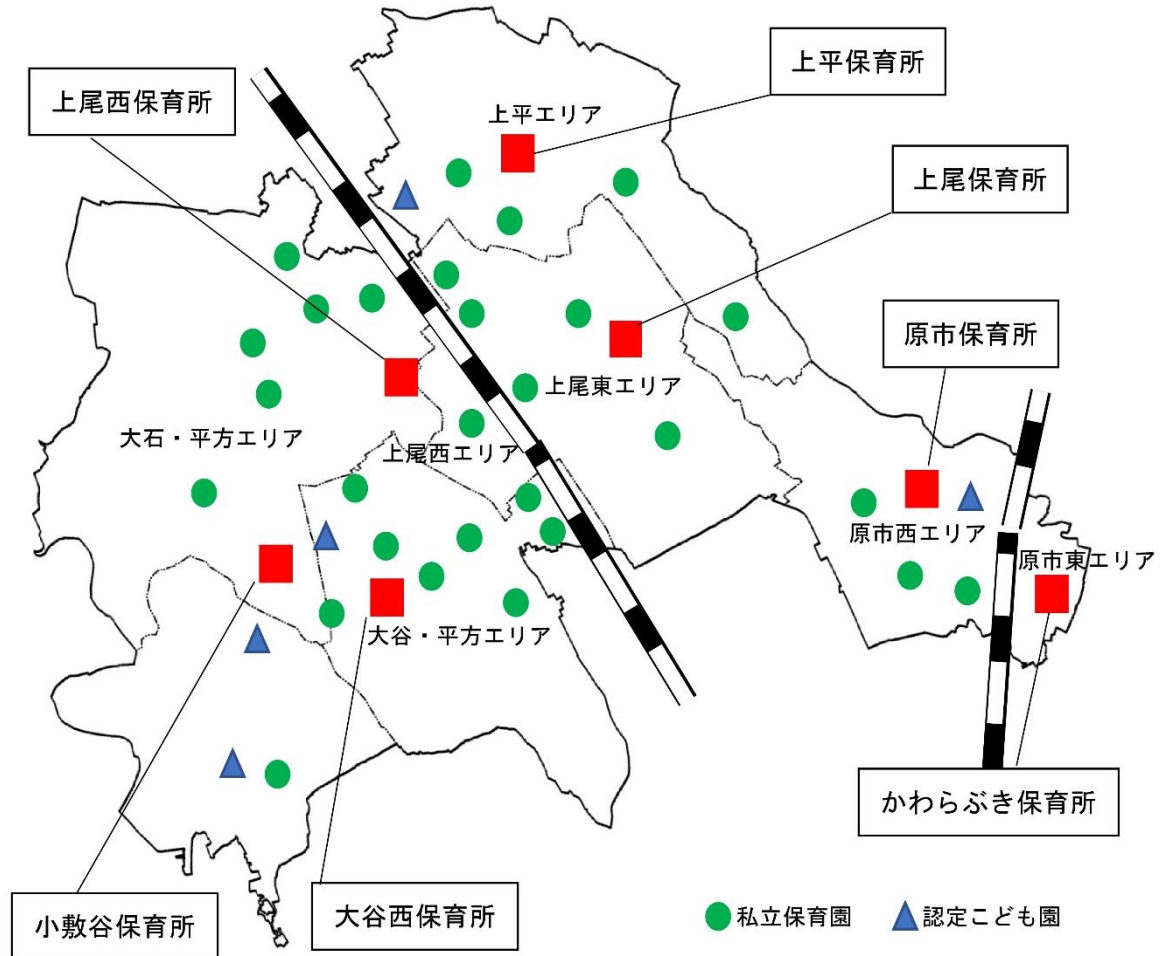 上平保育所
上尾西保育所
上平エリア
上尾保育所
原市保育所
上尾東エリア
大石・平方エリア
上尾西エリア
原市西エリア
原市東エリア
大谷・平方エリア
かわらぶき保育所
小敷谷保育所
大谷西保育所
私立保育園
認定こども園